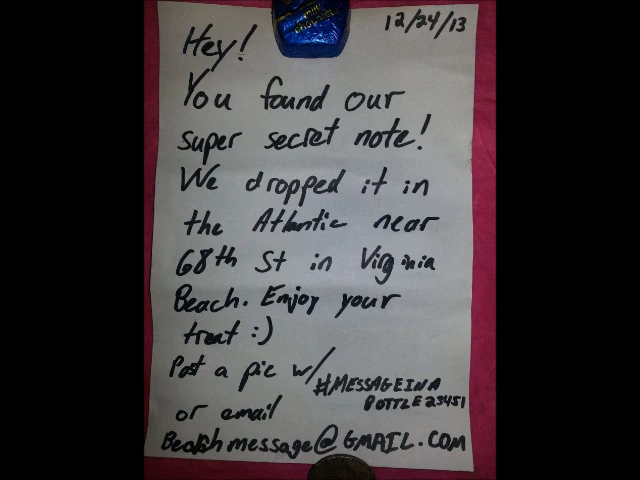 12/24/13
Hey!
You found our
super secret note!
We dropped it in
the Atlantic near
68th St in Virginia
Beach. Enjoy your
treat :)
Post a pic w/
#MESSAGEINA
BOTTLE23451
or email
Beachmessage@GMAIL.COM